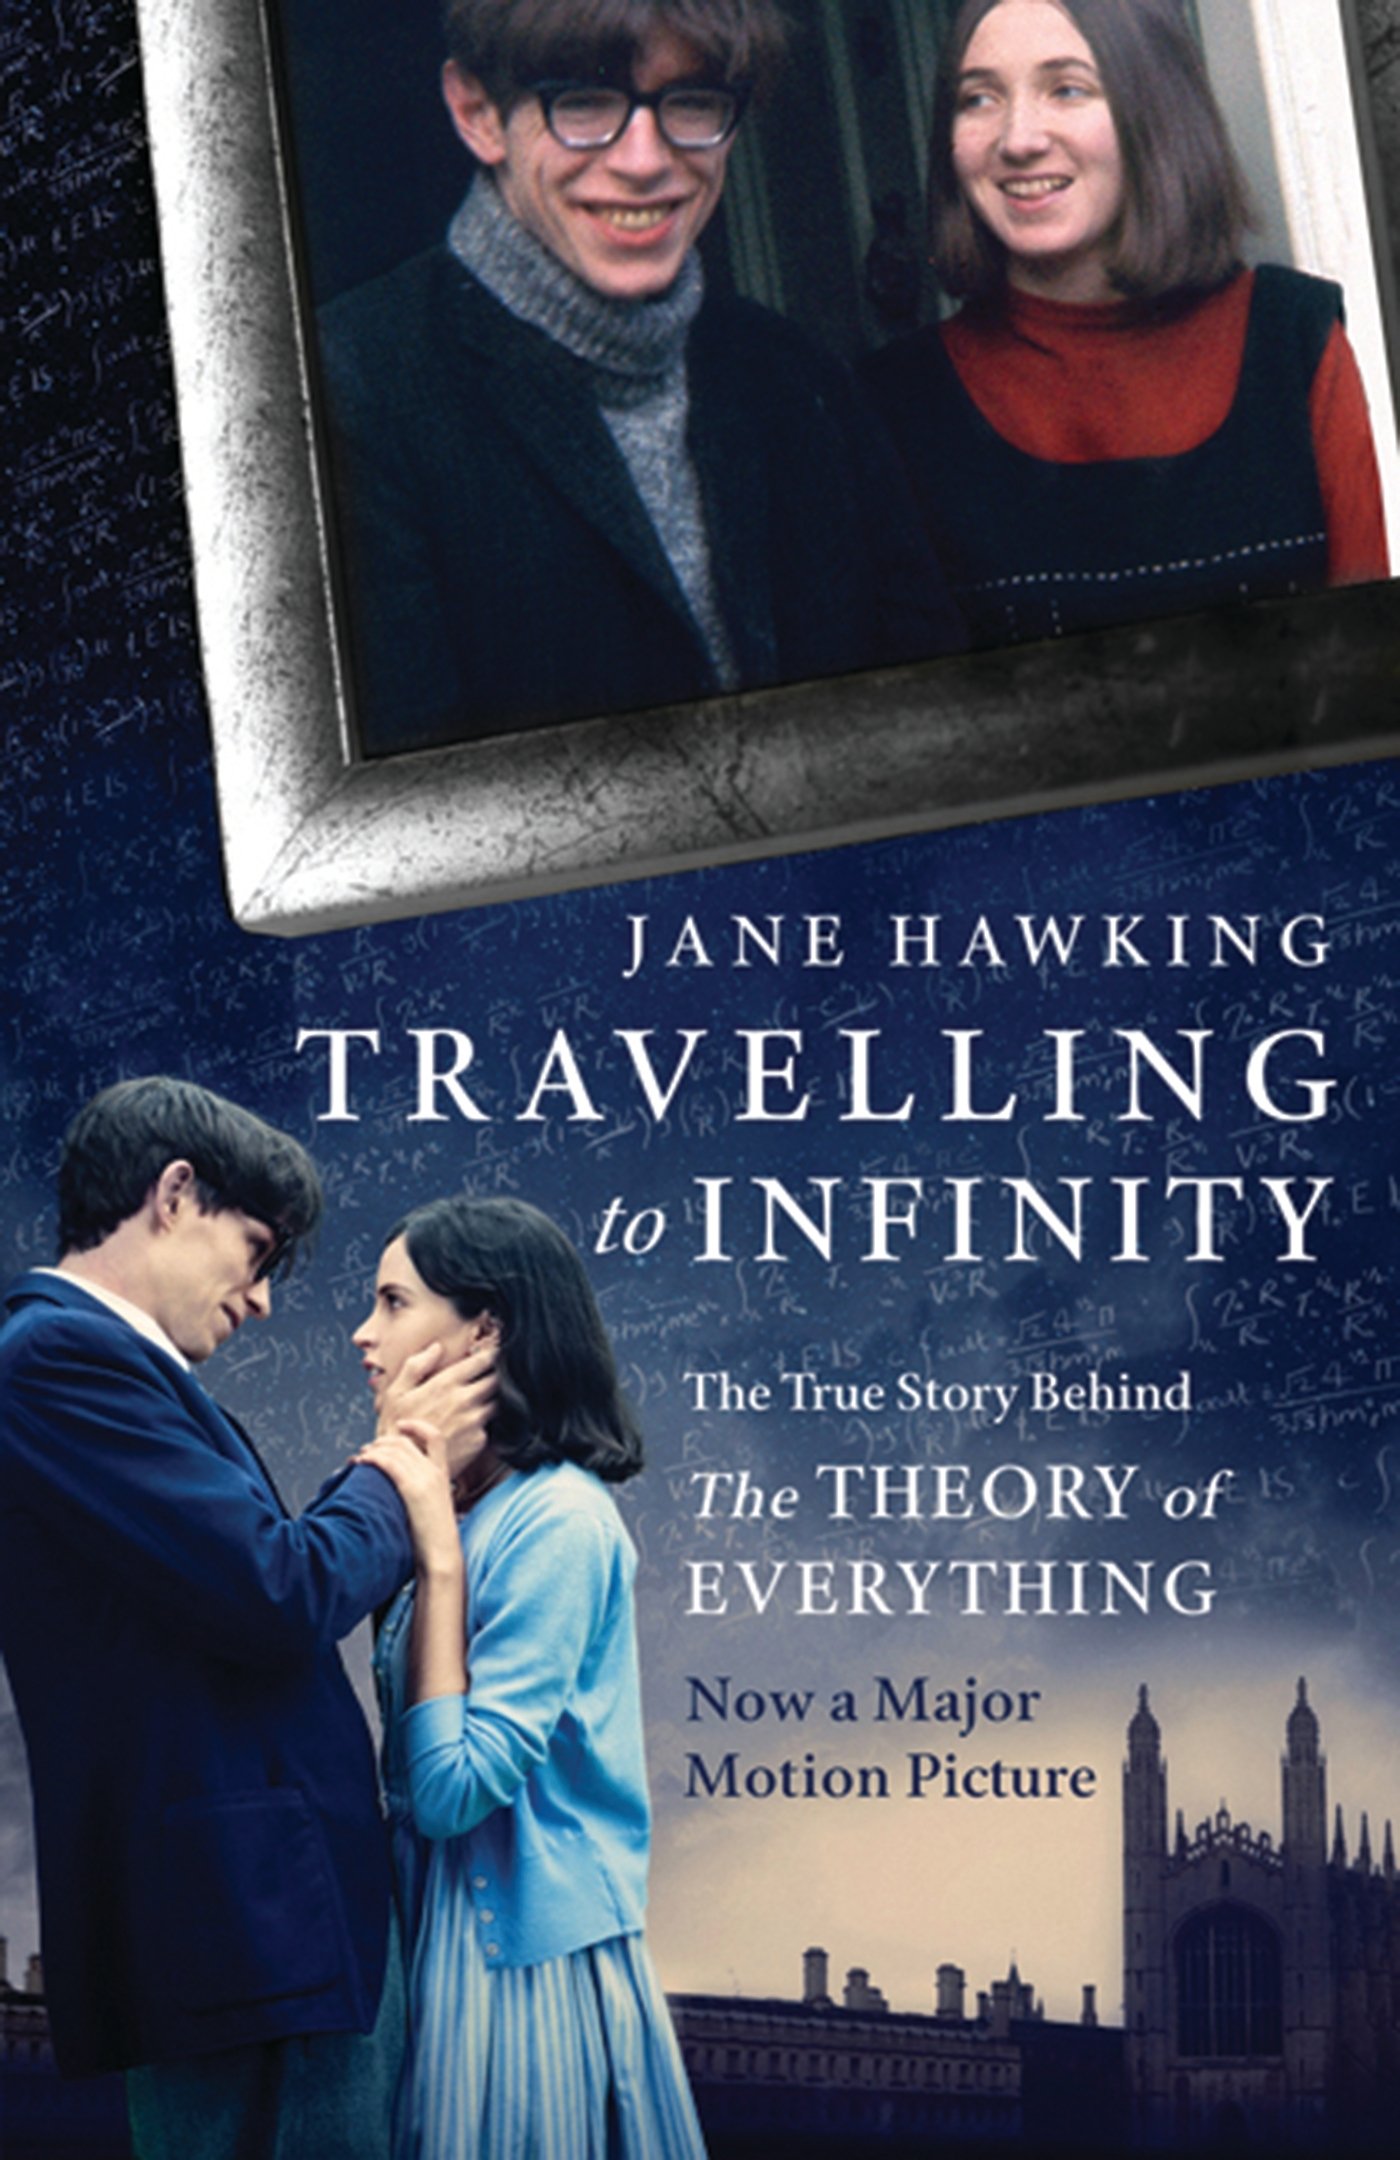 JANE HAWKING
TRAVELLING
to INFINITY
The True Story Behind
The THEORY of
EVERYTHING
Now a Major
Motion Picture